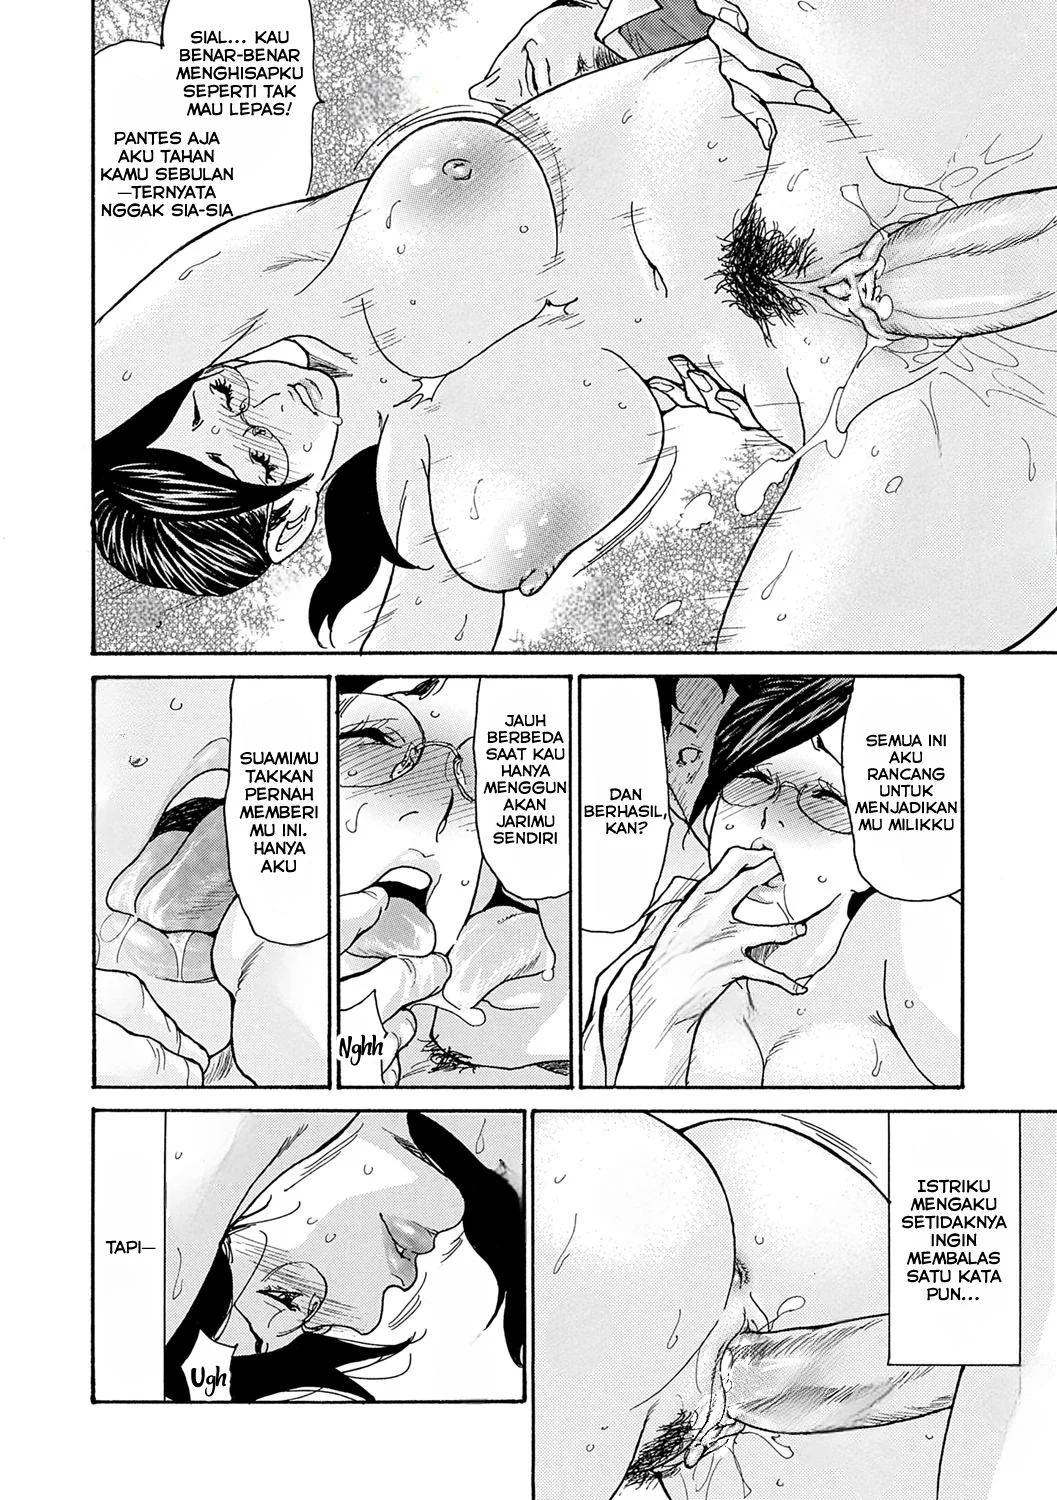 SIAL... KAU
BENAR-BENAR
MENGHISAPKU
SEPERTI TAK
MAU LEPAS!
PANTES AJA
AKU TAHAN
KAMU SEBULAN
—TERNYATA
NGGAK SIA-SIA
SEMUA INI
AKU
RANCANG
UNTUK
MENJADIKAN
MU MILIKKU
DAN
BERHASIL,
KAN?
JAUH
BERBEDA
SAAT KAU
HANYA
MENGGUN
AKAN
JARIMU
SENDIRI
Nghh
SUAMIMU
TAKKAN
PERNAH
MEMBERI
MU INI.
HANYA
AKU
ISTRIKU
MENGAKU
SETIDAKNYA
INGIN
MEMBALAS
SATU KATA
PUN...
TAPI—
Ugh